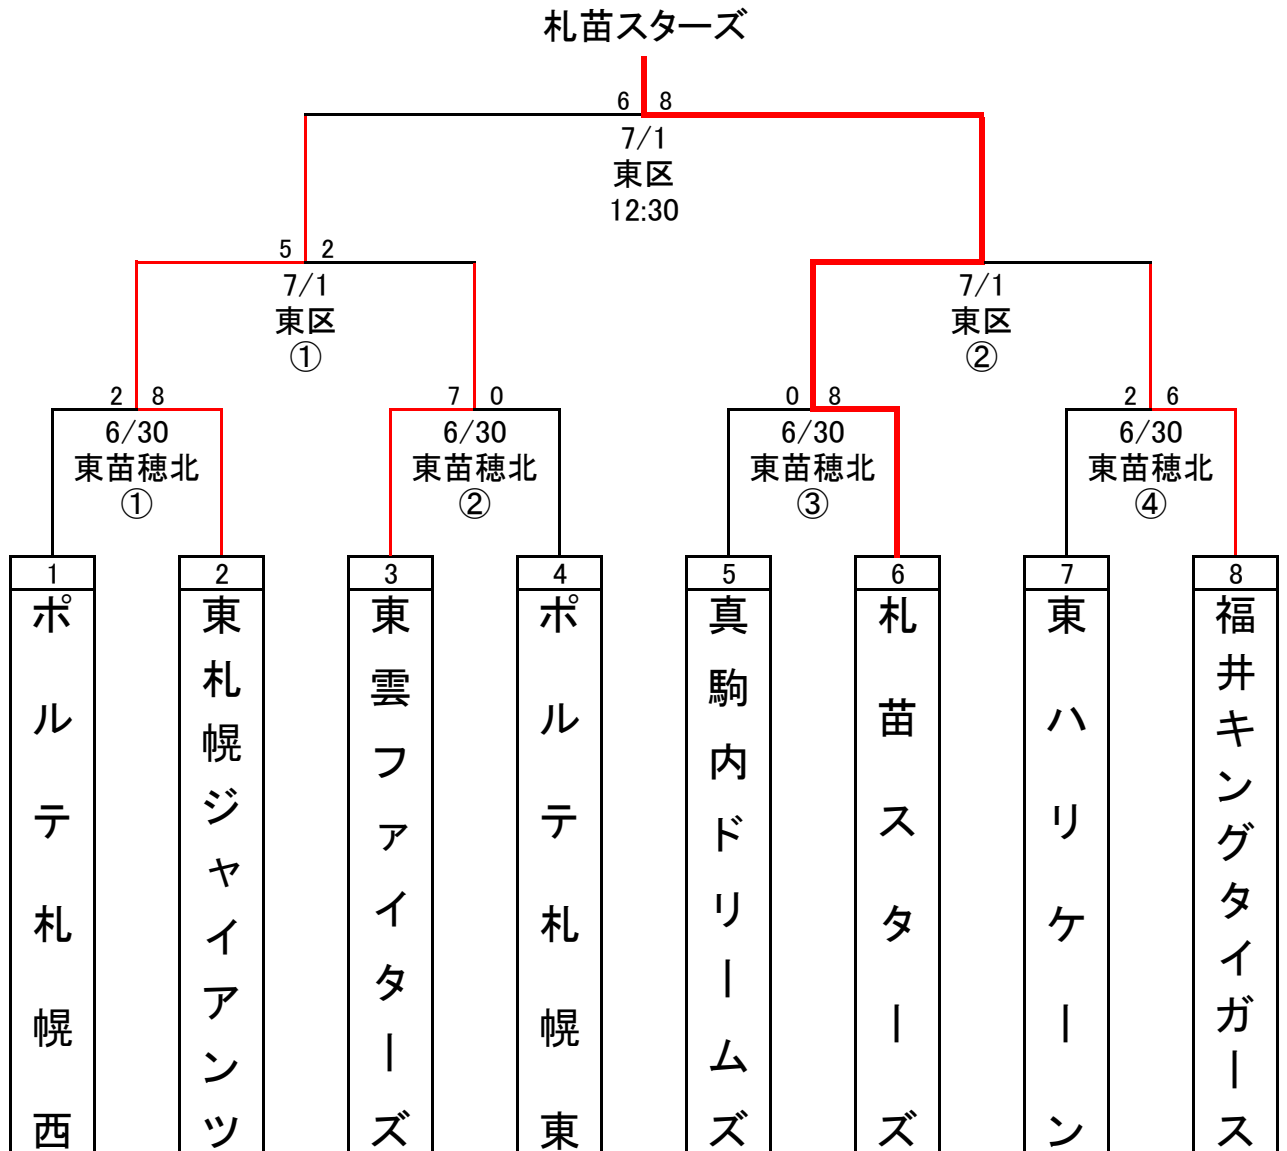 札苗スターズ
6 8
7/1
東区
12:30
5 2
7/1
東区
①
7/1
東区
②
2 8
6/30
東苗穂北
①
7 0
6/30
東苗穂北
②
0 8
6/30
東苗穂北
③
2 6
6/30
東苗穂北
④
1
ポルテ札幌西
2
東札幌ジャイアンツ
3
東雲ファイターズ
4
ポルテ札幌東
5
真駒内ドリームズ
6
札苗スターズ
7
東ハリケーン
8
福井キングタイガース